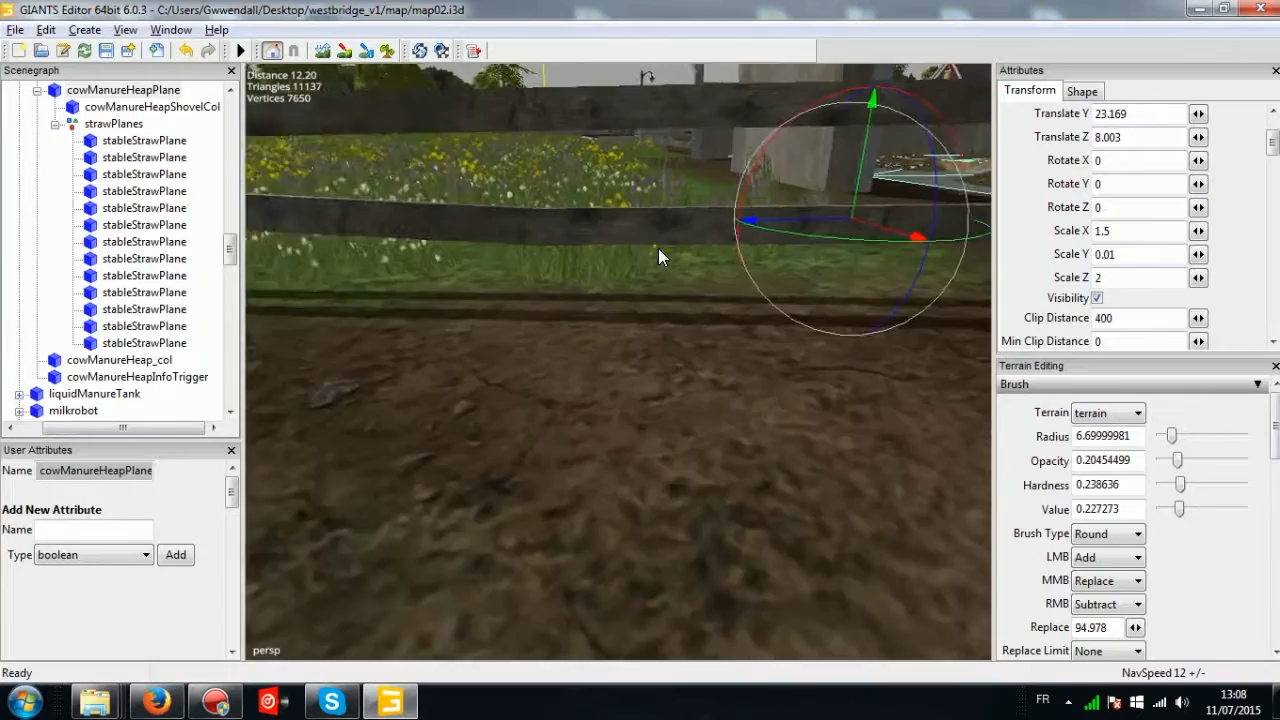 GIANTS Editor 64bit 6.0.3 - C:/Users/Gwwendall/Desktop/westbridge_v1/map/map02.i3d
File Edit Create View Window Help
Scenegraph
cowManureHeapPlane
cowManureHeapShovelCol
strawPlanes
stableStrawPlane
stableStrawPlane
stableStrawPlane
stableStrawPlane
stableStrawPlane
stableStrawPlane
stableStrawPlane
stableStrawPlane
stableStrawPlane
stableStrawPlane
stableStrawPlane
stableStrawPlane
stableStrawPlane
cowManureHeap_col
cowManureHeapInfoTrigger
liquidManureTank
milkrobot
User Attributes
Name cowManureHeapPlane
Add New Attribute
Name
Type boolean Add
Distance 12.20
Triangles 11137
Vertices 7650
persp
Attributes
Transform Shape
Translate Y 23.169
Translate Z 8.003
Rotate X 0
Rotate Y 0
Rotate Z 0
Scale X 1.5
Scale Y 0.01
Scale Z 2
Visibility
Clip Distance 400
Min Clip Distance 0
Terrain Editing
Brush
Terrain terrain
Radius 6.69999981
Opacity 0.20454499
Hardness 0.238636
Value 0.227273
Brush Type Round
LMB Add
MMB Replace
RMB Subtract
Replace 94.978
Replace Limit None
Ready
NavSpeed 12 +/-
FR
13:08
11/07/2015